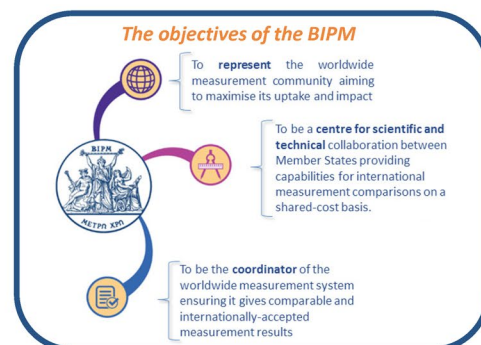 The objectives of the BIPM
To represent the worldwide
measurement community aiming
to maximise its uptake and impact
To be a centre for scientific and
technical collaboration between
Member States providing
capabilities for international
measurement comparisons on a
shared-cost basis.
BIPM
ΜΕΤΡΩ ΧΡΩ
To be the coordinator of the
worldwide measurement system
ensuring it gives comparable and
internationally-accepted
measurement results